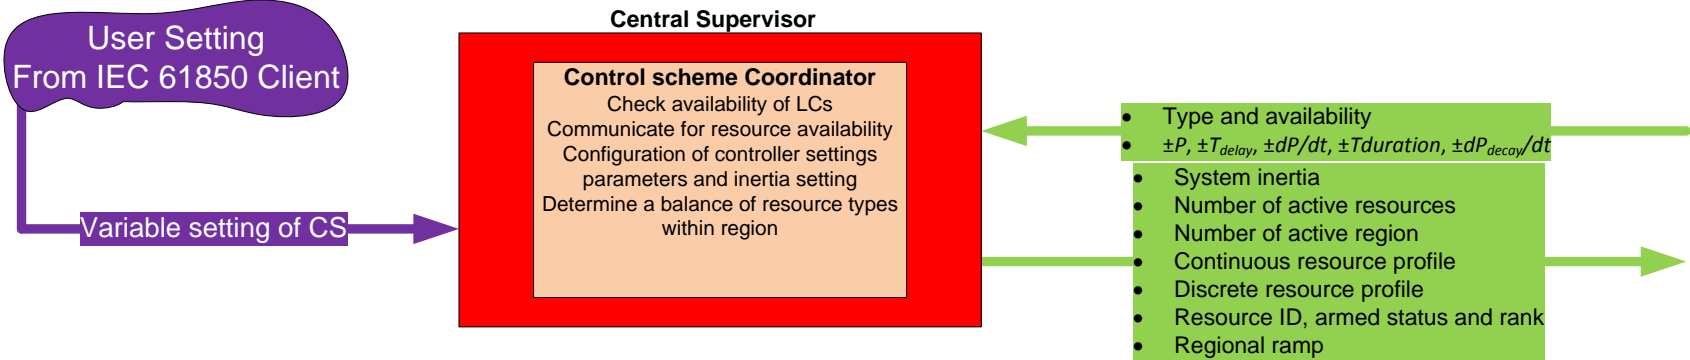 Central Supervisor
User Setting
From IEC 61850 Client
Variable setting of CS
Control scheme Coordinator
Check availability of LCs
Communicate for resource availability
Configuration of controller settings
parameters and inertia setting
Determine a balance of resource types
within region
• Type and availability
• ±P, ±Tdelay, ±dP/dt, ±Tduration, ±dPdecay/dt
• System inertia
• Number of active resources
• Number of active region
• Continuous resource profile
• Discrete resource profile
• Resource ID, armed status and rank
• Regional ramp